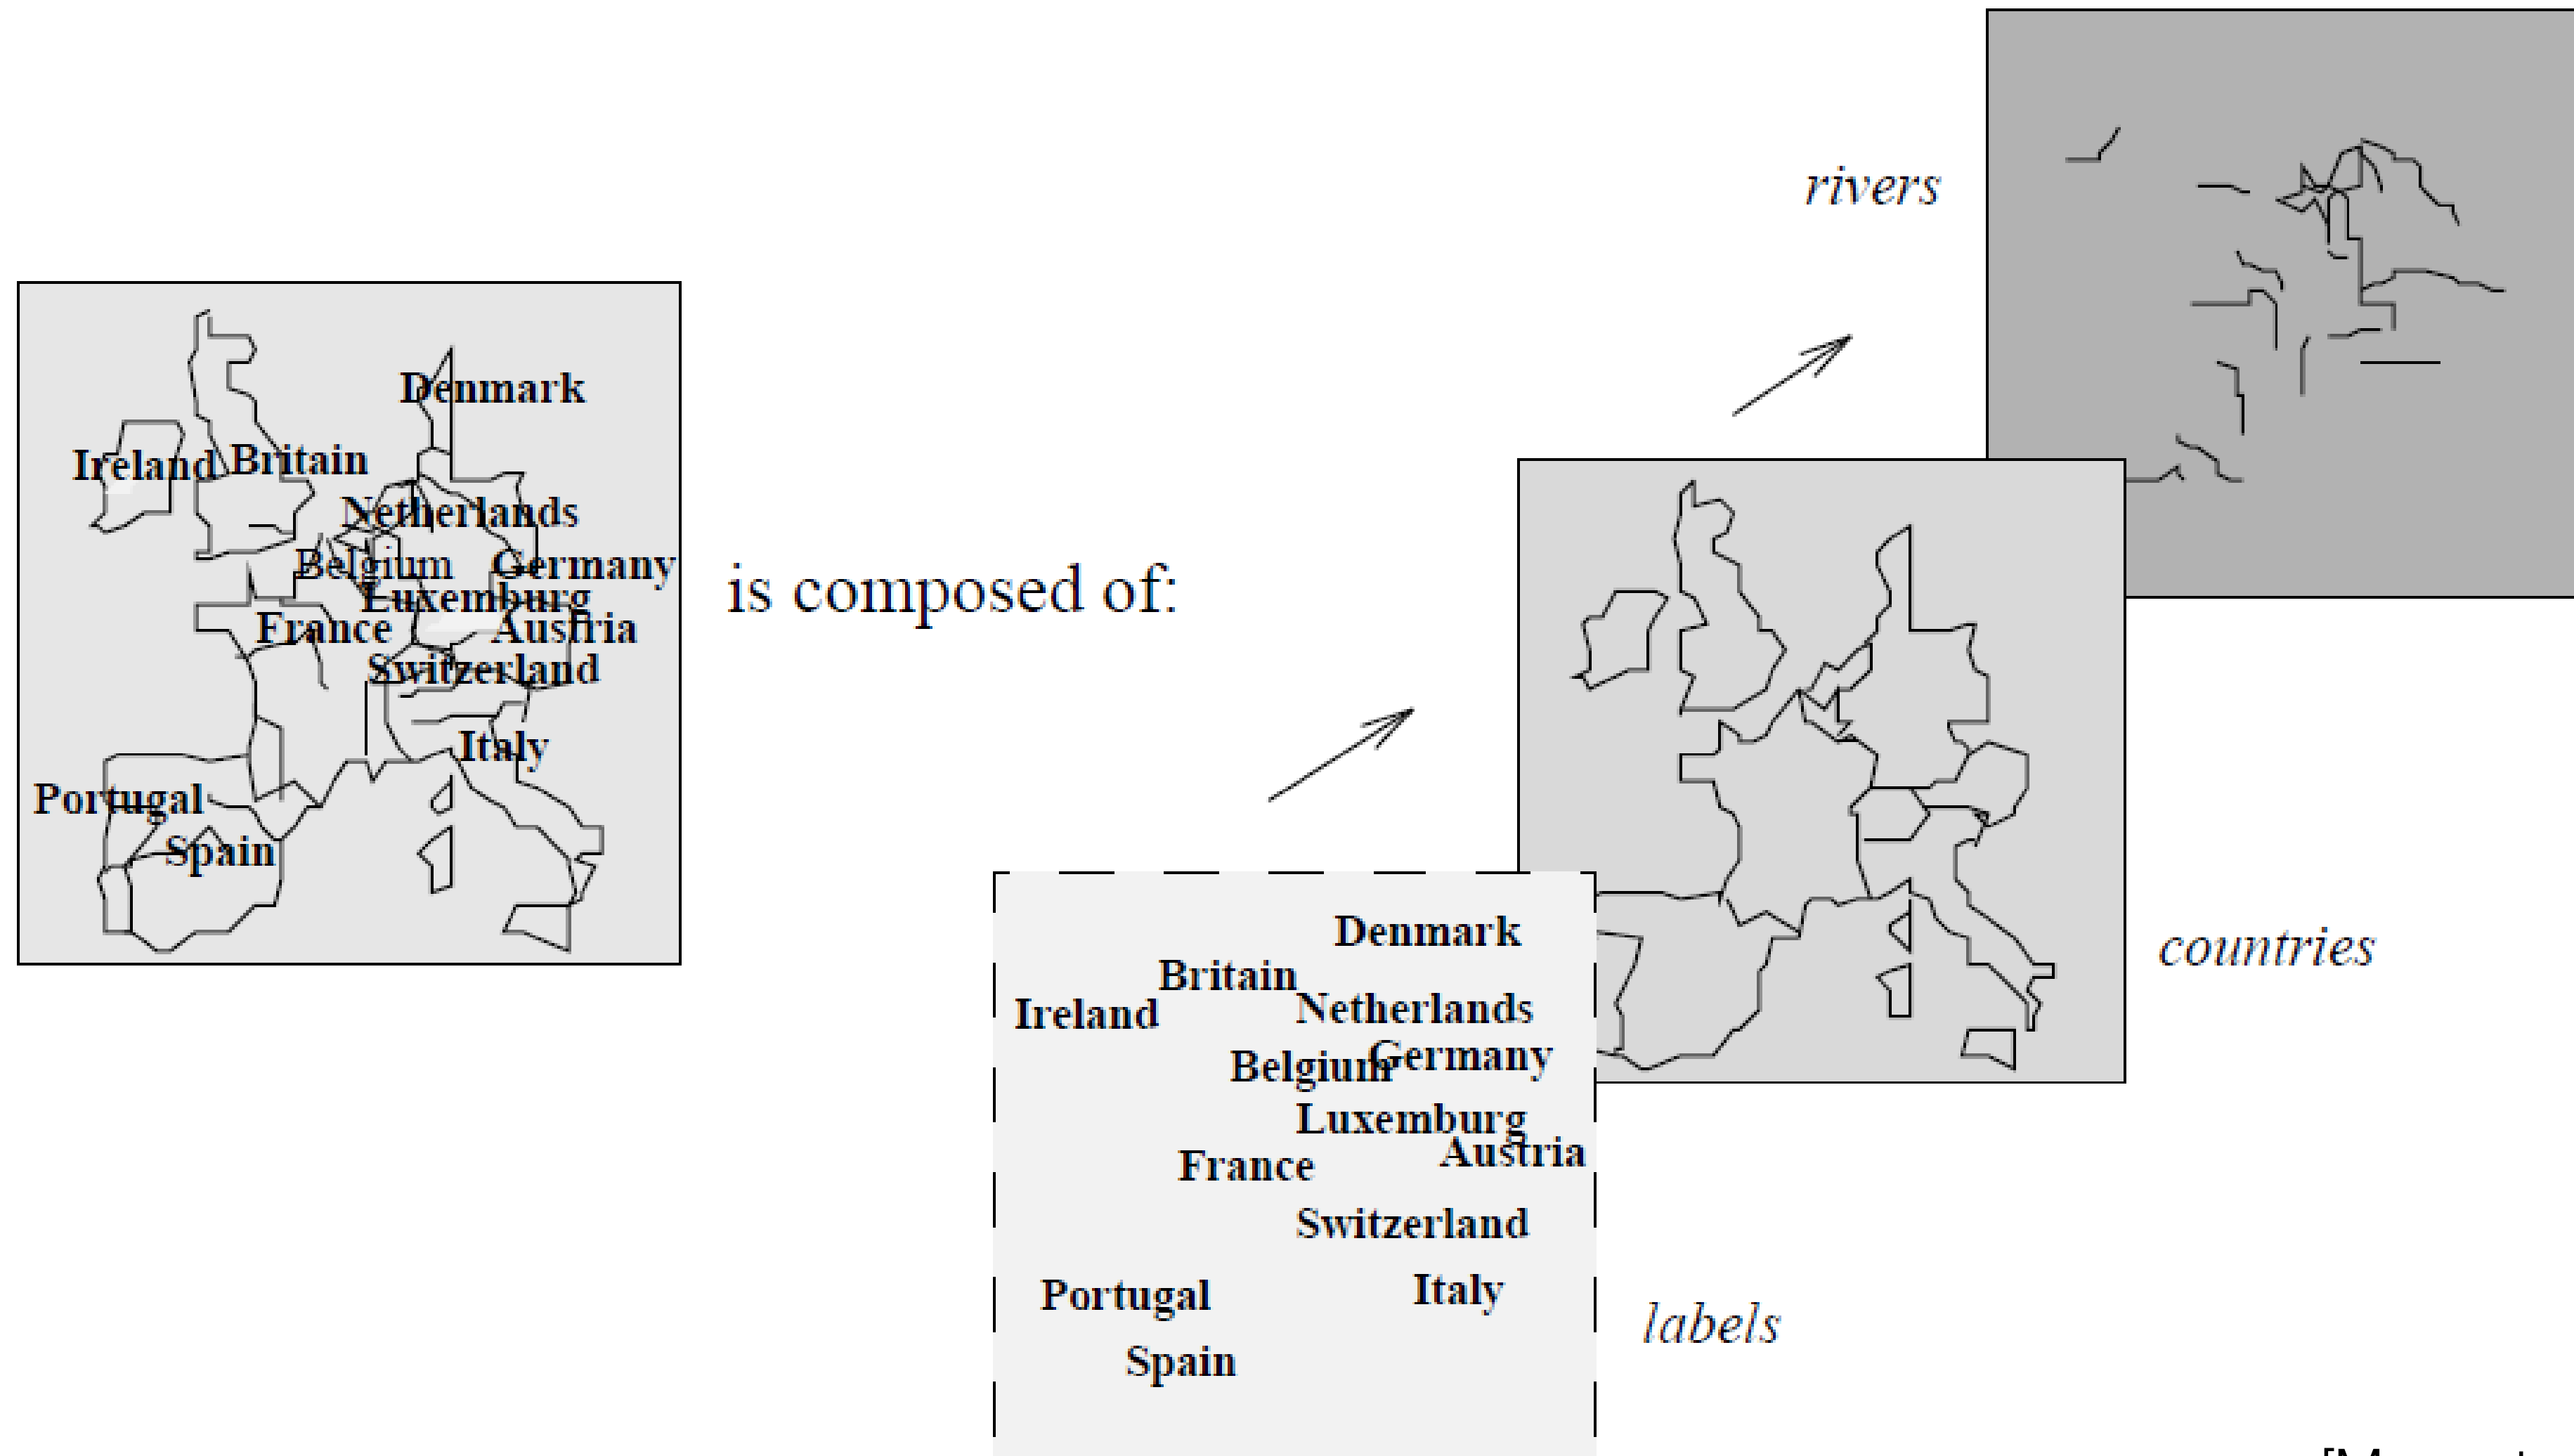 rivers
Denmark
Ireland Britain
Netherlands
Belgium Germany
Luxemburg
France Austria
Switzerland
Italy
Portugal
Spain
is composed of:
countries
Denmark
Britain
Ireland Netherlands
Belgium Germany
Luxemburg
France Austria
Switzerland
Portugal Italy
Spain
labels